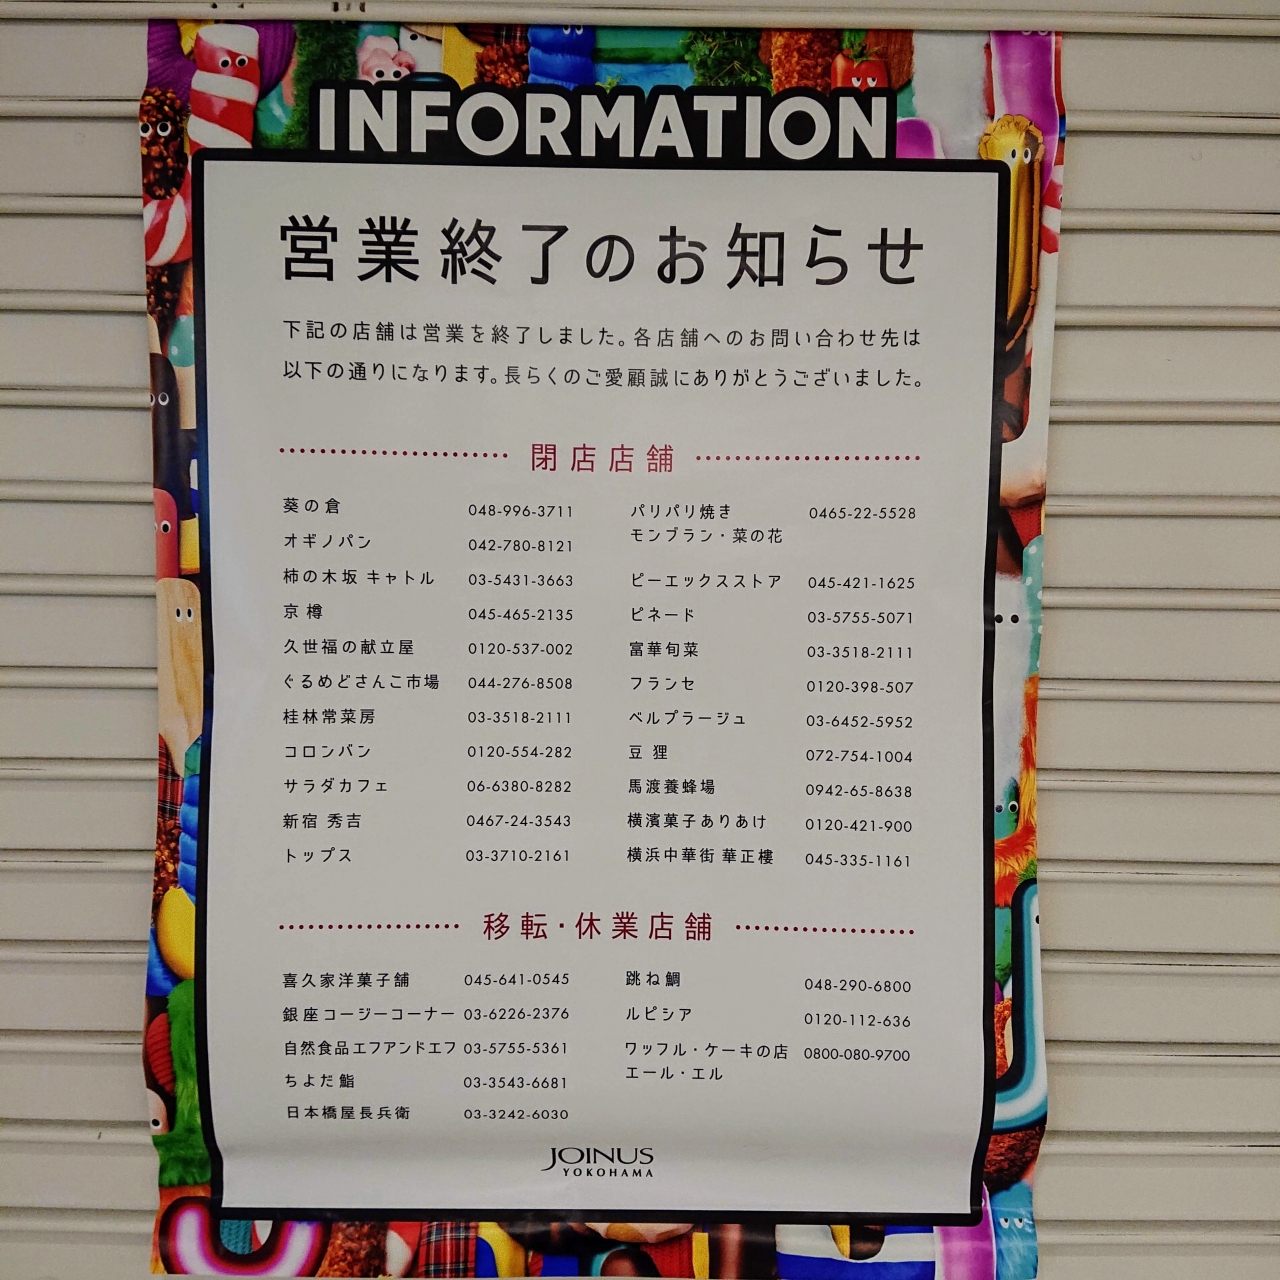 INFORMATION
営業終了のお知らせ
下記の店舗は営業を終了しました。各店舗へのお問い合わせ先は
以下の通りになります。長らくのご愛顧誠にありがとうございました。
閉店店舗
葵の倉 048-996-3711
オギノパン 042-780-8121
柿の木坂 キャトル 03-5431-3663
京樽 045-465-2135
久世福の献立屋 0120-537-002
ぐるめどさんこ市場 044-276-8508
桂林常菜房 03-3518-2111
コロンバン 0120-554-282
サラダカフェ 06-6380-8282
新宿 秀吉 0467-24-3543
トップス 03-3710-2161
パリパリ焼き 0465-22-5528
モンブラン・菜の花
ピーエックスストア 045-421-1625
ピネード 03-5755-5071
富華旬菜 03-3518-2111
フランセ 0120-398-507
ベルプラージュ 03-6452-5952
豆狸 072-754-1004
馬渡養蜂場 0942-65-8638
横濱菓子ありあけ 0120-421-900
横浜中華街 華正樓 045-335-1161
移転・休業店舗
喜久家洋菓子舗 045-641-0545
銀座コージーコーナー 03-6226-2376
自然食品エフアンドエフ 03-5755-5361
ちよだ鮨 03-3543-6681
日本橋屋長兵衛 03-3242-6030
跳ね鯛 048-290-6800
ルピシア 0120-112-636
ワッフル・ケーキの店 0800-080-9700
エール・エル
JOINUS
YOKOHAMA